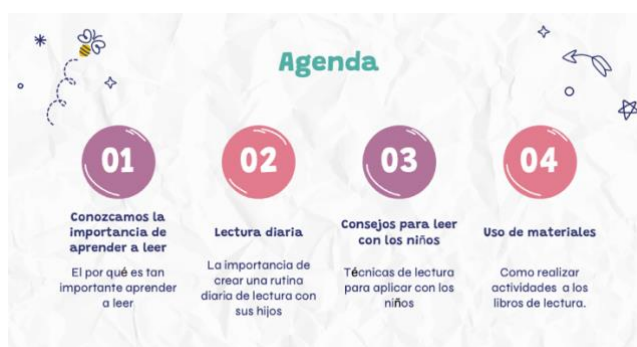 Agenda
01
Conozcamos la
importancia de
aprender a leer
El por qué es tan
importante aprender
a leer
02
Lectura diaria
La importancia de
crear una rutina
diaria de lectura con
sus hijos
03
Consejos para leer
con los niños
Técnicas de lectura
para aplicar con los
niños
04
Uso de materiales
Como realizar
actividades a los
libros de lectura.